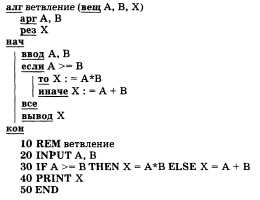 алг ветвление (вещ A, B, X)
арг A, B
рез X
нач
ввод A, B
если A >= B
то X : = A*B
иначе X : = A + B
все
вывод X
кон
10 REM ветвление
20 INPUT A, B
30 IF A >= B THEN X = A*B ELSE X = A + B
40 PRINT X
50 END